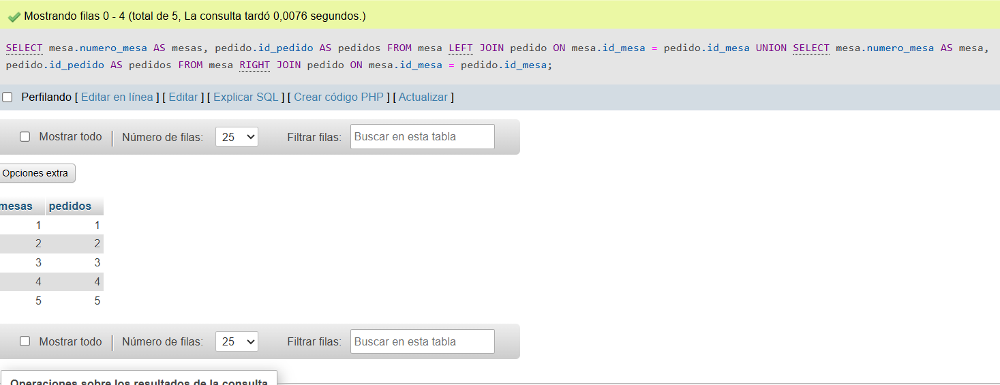 Mostrando filas 0 - 4 (total de 5, La consulta tardó 0,0076 segundos.)
SELECT mesa.numero_mesa AS mesas, pedido.id_pedido AS pedidos FROM mesa LEFT JOIN pedido ON mesa.id_mesa = pedido.id_mesa UNION SELECT mesa.numero_mesa AS mesa,
pedido.id_pedido AS pedidos FROM mesa RIGHT JOIN pedido ON mesa.id_mesa = pedido.id_mesa;
Perfilando [ Editar en línea ] [ Editar ] [ Explicar SQL ] [ Crear código PHP ] [ Actualizar ]
Mostrar todo | Número de filas: 25 Filtrar filas: Buscar en esta tabla
Opciones extra
mesas pedidos
1 1
2 2
3 3
4 4
5 5
Mostrar todo | Número de filas: 25 Filtrar filas: Buscar en esta tabla
Operaciones sobre los resultados de la consulta